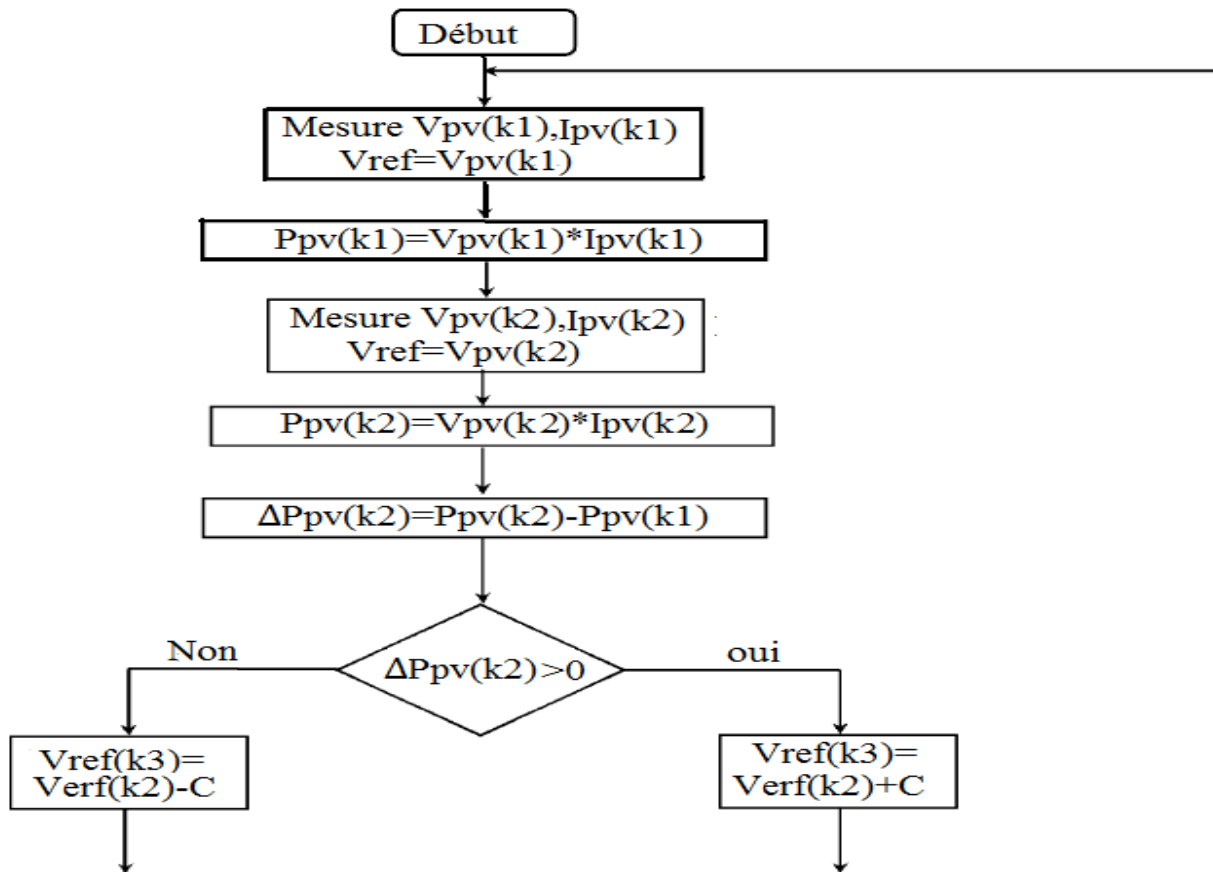 Début
Mesure Vpv(k1),Ipv(k1)
Vref=Vpv(k1)
Ppv(k1)=Vpv(k1)*Ipv(k1)
Mesure Vpv(k2),Ipv(k2)
Vref=Vpv(k2)
Ppv(k2)=Vpv(k2)*Ipv(k2)
ΔPpv(k2)=Ppv(k2)-Ppv(k1)
ΔPpv(k2)>0
Non
oui
Vref(k3)=
Verf(k2)-C
Vref(k3)=
Verf(k2)+C